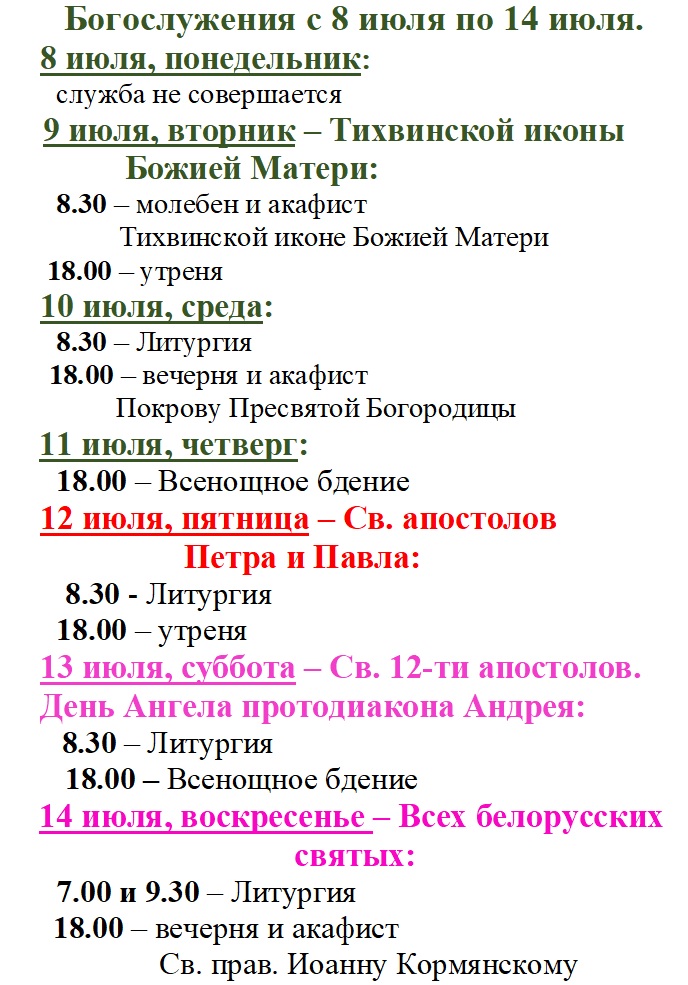 Богослужения с 8 июля по 14 июля.
8 июля, понедельник:
служба не совершается
9 июля, вторник – Тихвинской иконы
Божией Матери:
8.30 – молебен и акафист
Тихвинской иконе Божией Матери
18.00 – утреня
10 июля, среда:
8.30 – Литургия
18.00 – вечерня и акафист
Покрову Пресвятой Богородицы
11 июля, четверг:
18.00 – Всенощное бдение
12 июля, пятница – Св. апостолов
Петра и Павла:
8.30 - Литургия
18.00 – утреня
13 июля, суббота – Св. 12-ти апостолов.
День Ангела протодиакона Андрея:
8.30 – Литургия
18.00 – Всенощное бдение
14 июля, воскресенье – Всех белорусских
святых:
7.00 и 9.30 – Литургия
18.00 – вечерня и акафист
Св. прав. Иоанну Кормянскому